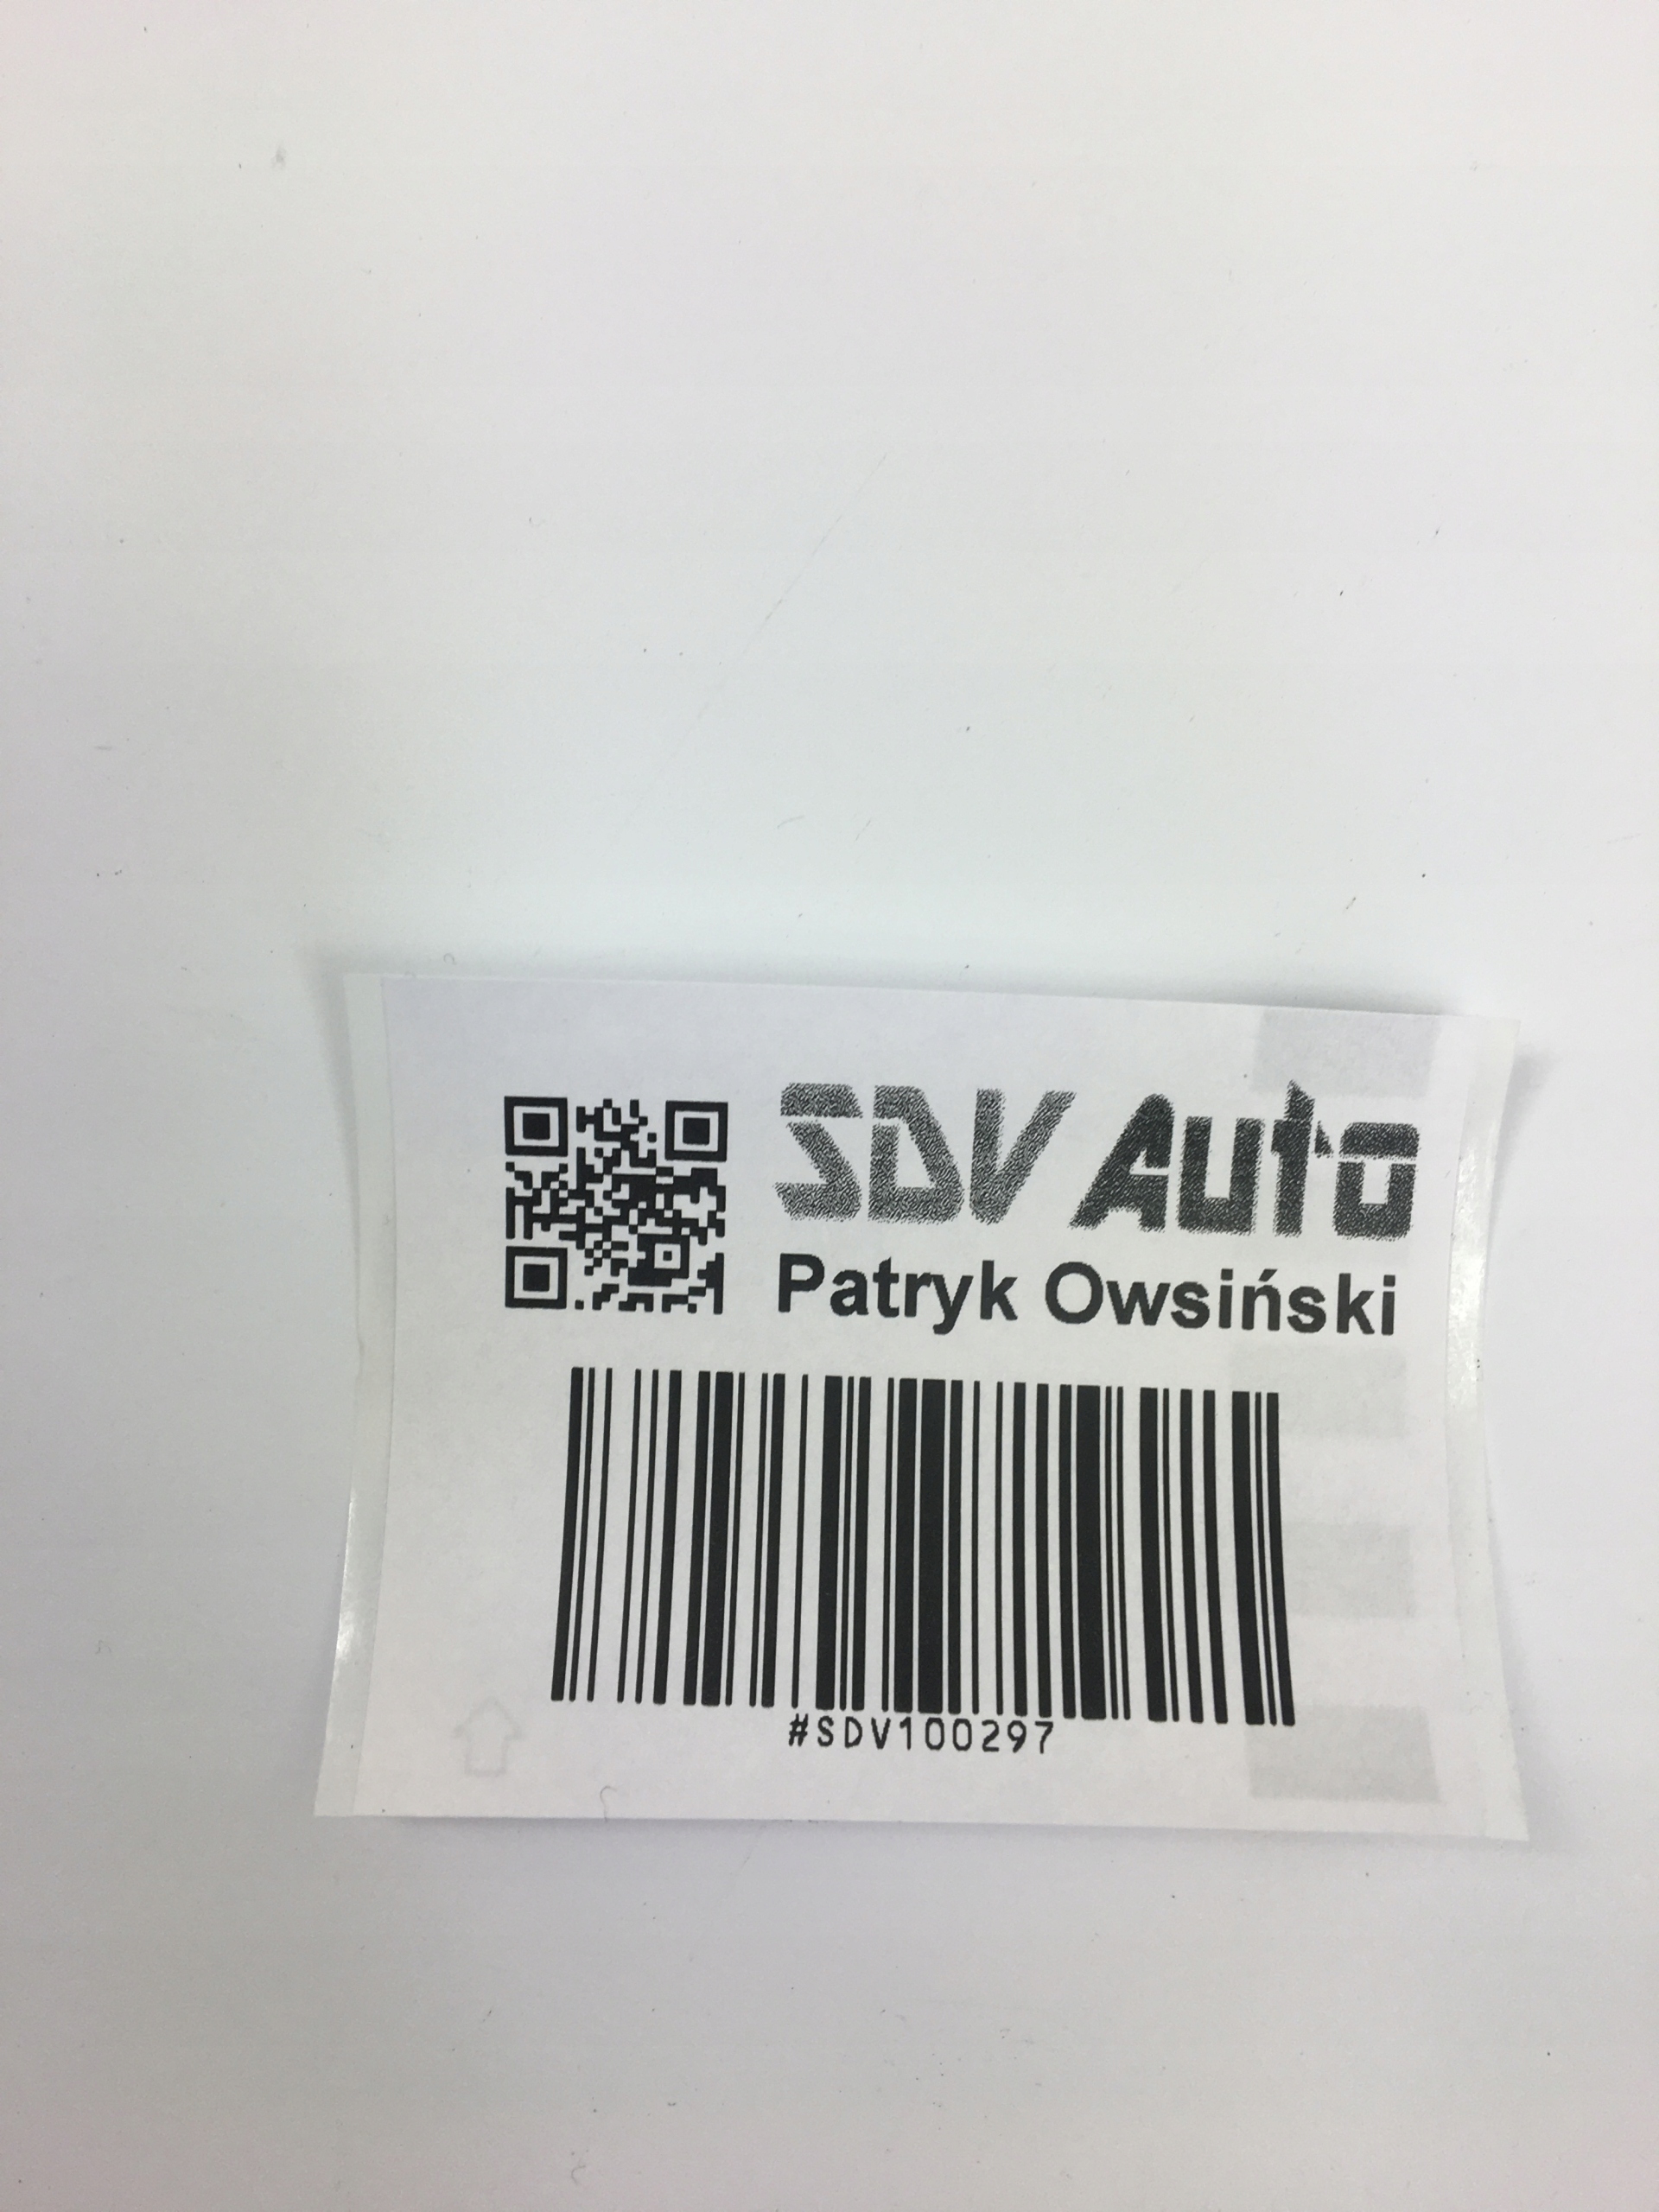 SDV Auto
Patryk Owsiński
#SDV100297